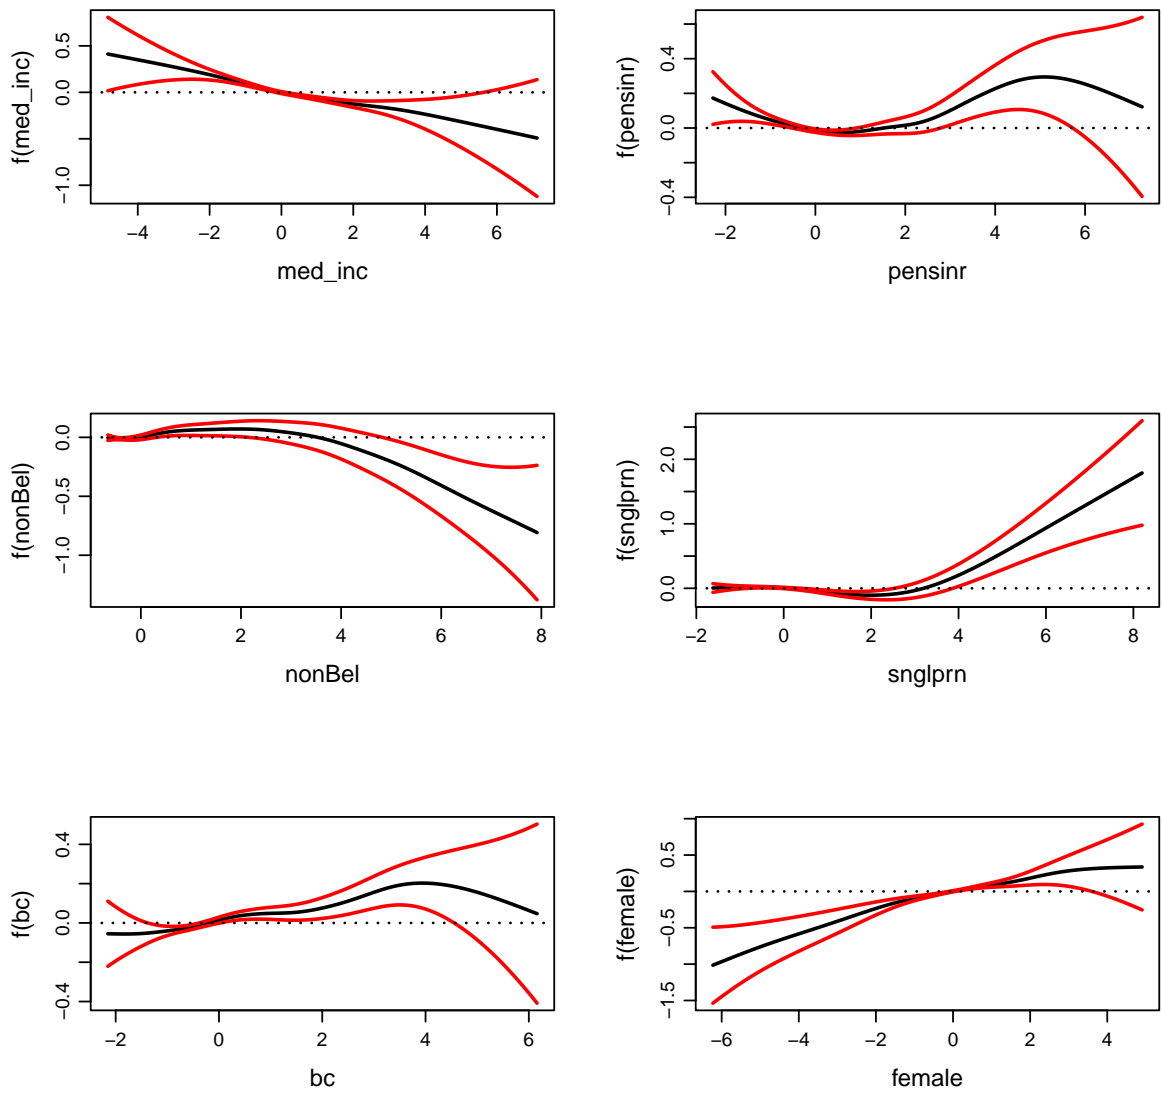 f(med_inc)
0.5
0.0
−1.0
−4 −2 0 2 4 6
med_inc
f(pensinr)
0.4
0.0
−0.4
−2 0 2 4 6
pensinr
f(nonBel)
0.0
−0.5
−1.0
0 2 4 6 8
nonBel
f(snglprn)
2.0
1.0
0.0
−2 0 2 4 6 8
snglprn
f(bc)
0.4
0.0
−0.4
−2 0 2 4 6
bc
f(female)
0.5
−0.5
−1.5
−6 −4 −2 0 2 4
female